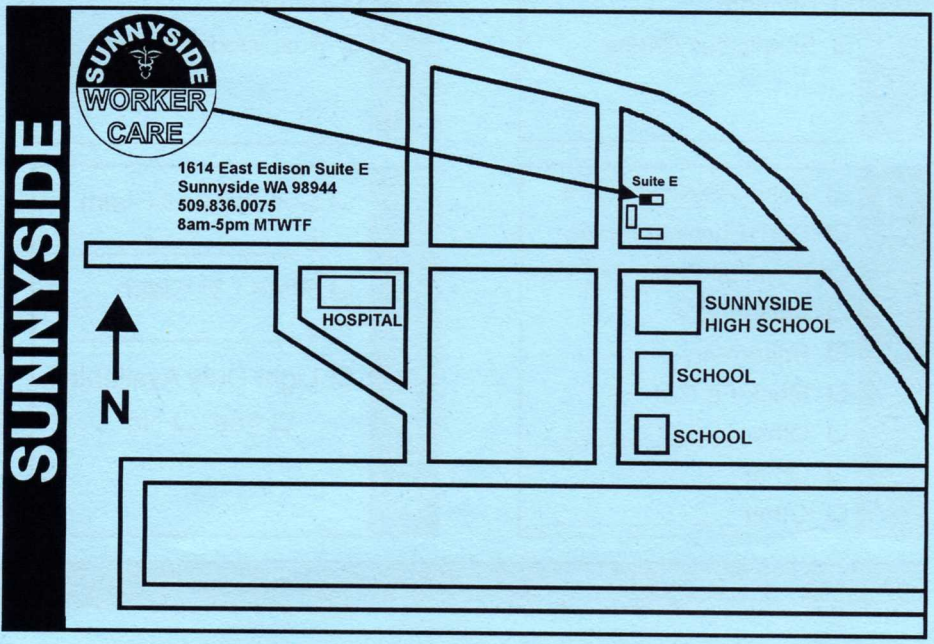 SUNNYSIDE
SUNNYSIDE
WORKER
CARE
1614 East Edison Suite E
Sunnyside WA 98944
509.836.0075
8am-5pm MTWTF
Suite E
HOSPITAL
SUNNYSIDE
HIGH SCHOOL
SCHOOL
SCHOOL
N